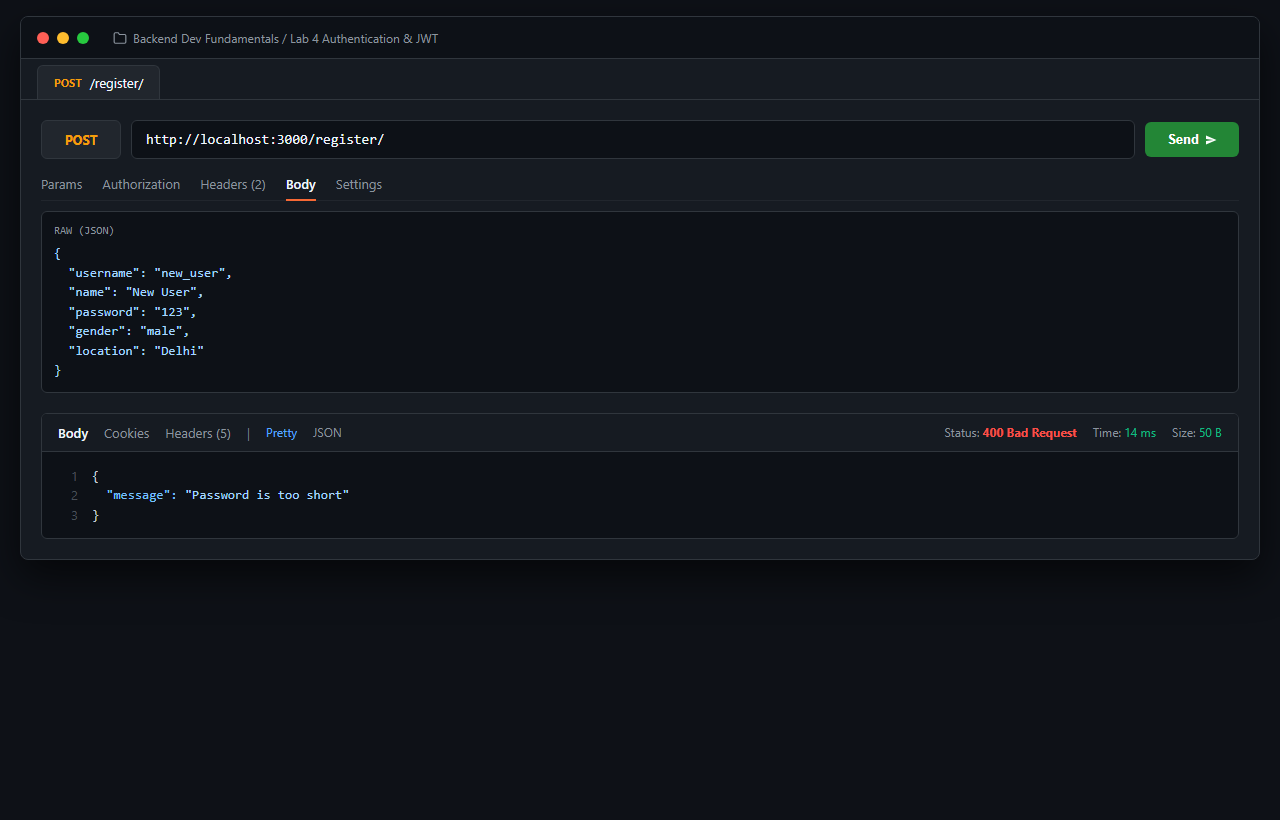 Backend Dev Fundamentals / Lab 4 Authentication & JWT
POST /register/
POST http://localhost:3000/register/ Send
Params Authorization Headers (2) Body Settings
RAW (JSON)
{
  "username": "new_user",
  "name": "New User",
  "password": "123",
  "gender": "male",
  "location": "Delhi"
}
Body Cookies Headers (5) | Pretty JSON Status: 400 Bad Request Time: 14 ms Size: 50 B
1 {
2   "message": "Password is too short"
3 }